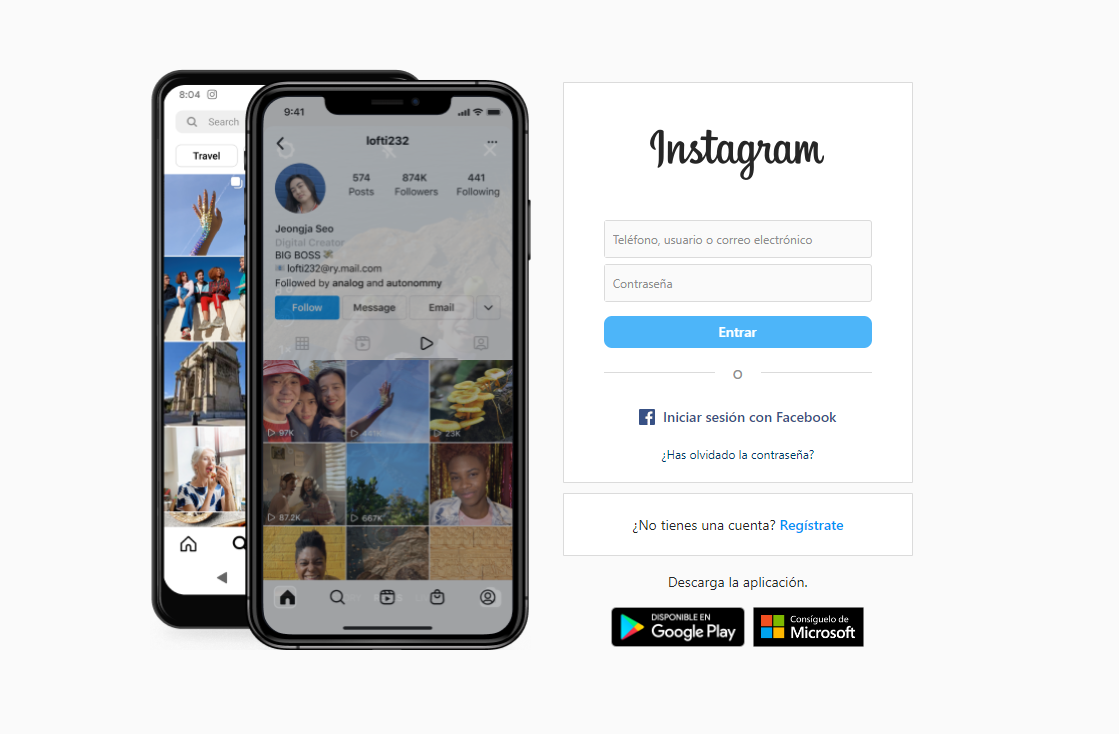 8:04
Search
Travel
9:41
lofti232
574 874K 441
Posts Followers Following
Jeongja Seo
Digital Creator
BIG BOSS
lofti232@ry.mail.com
Followed by analog and autonommy
Follow Message Email
97K
23K
87.2K
667K
Instagram
Teléfono, usuario o correo electrónico
Contraseña
Entrar
O
Iniciar sesión con Facebook
¿Has olvidado la contraseña?
¿No tienes una cuenta? Regístrate
Descarga la aplicación.
DISPONIBLE EN
Google Play
Consíguelo de
Microsoft